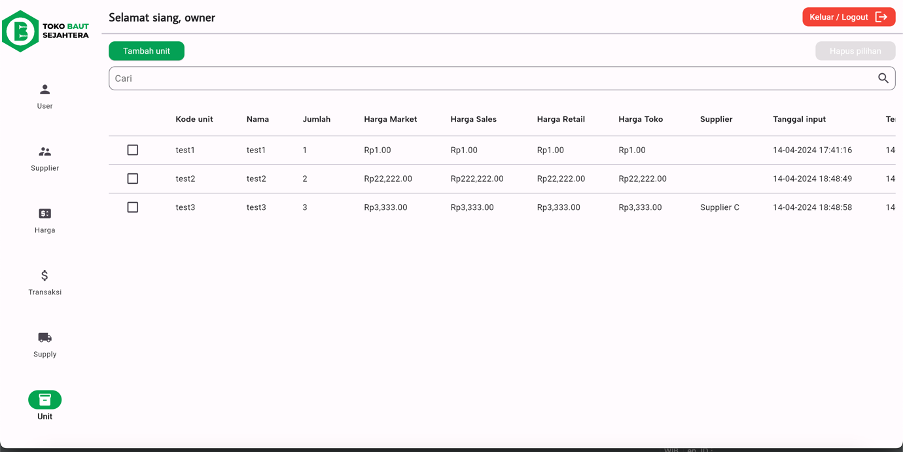 TOKO BAUT
SEJAHTERA
Selamat siang, owner
Keluar / Logout
Tambah unit
Hapus pilihan
Cari
User
Supplier
Harga
Transaksi
Supply
Unit
Kode unit Nama Jumlah Harga Market Harga Sales Harga Retail Harga Toko Supplier Tanggal input
test1 test1 1 Rp1.00 Rp1.00 Rp1.00 Rp1.00 14-04-2024 17:41:16 14
test2 test2 2 Rp22,222.00 Rp222,222.00 Rp22,222.00 Rp22,222.00 14-04-2024 18:48:49 14
test3 test3 3 Rp3,333.00 Rp3,333.00 Rp3,333.00 Rp3,333.00 Supplier C 14-04-2024 18:48:58 14